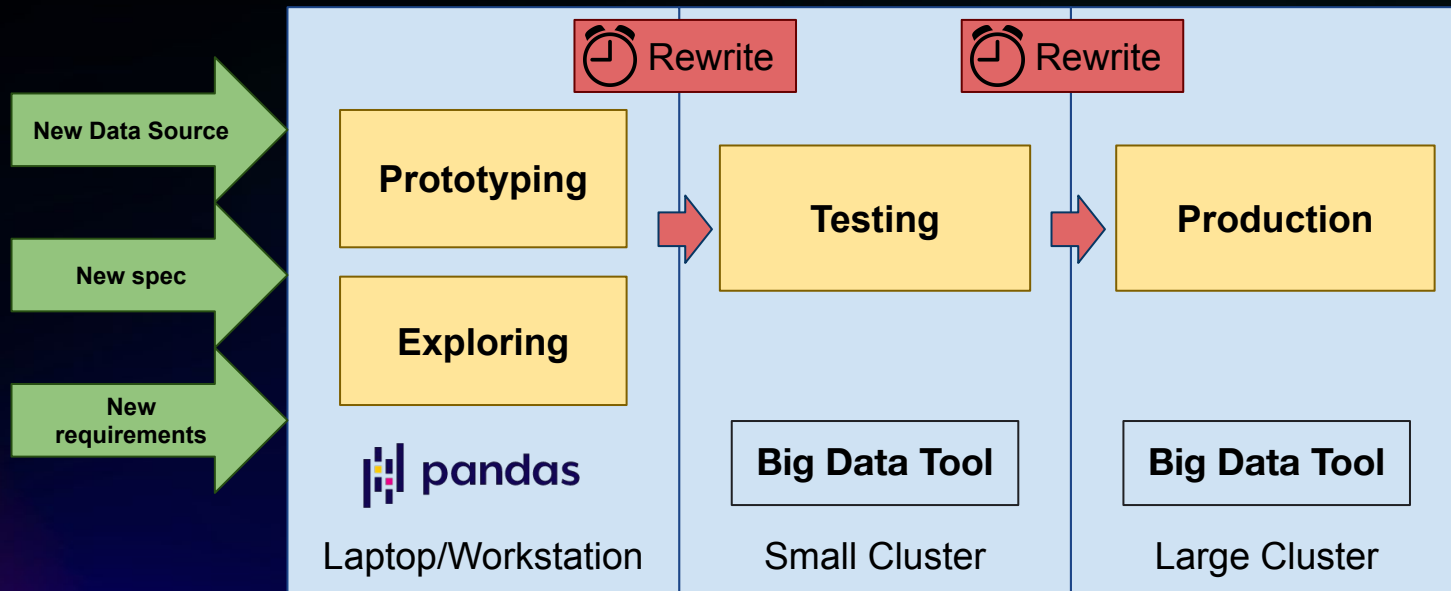 Rewrite
Rewrite
New Data Source
Prototyping
Testing
Production
New spec
Exploring
New
requirements
pandas
Big Data Tool
Big Data Tool
Laptop/Workstation
Small Cluster
Large Cluster